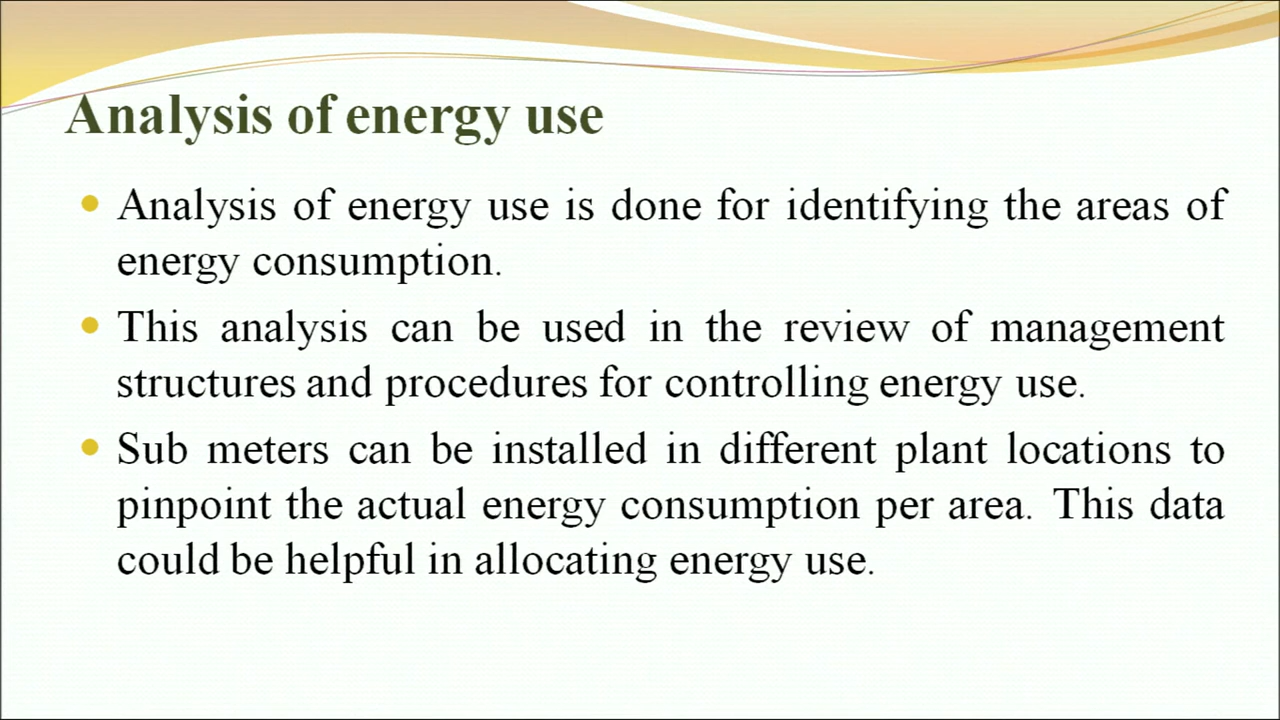 Analysis of energy use
Analysis of energy use is done for identifying the areas of
energy consumption.
This analysis can be used in the review of management
structures and procedures for controlling energy use.
Sub meters can be installed in different plant locations to
pinpoint the actual energy consumption per area. This data
could be helpful in allocating energy use.